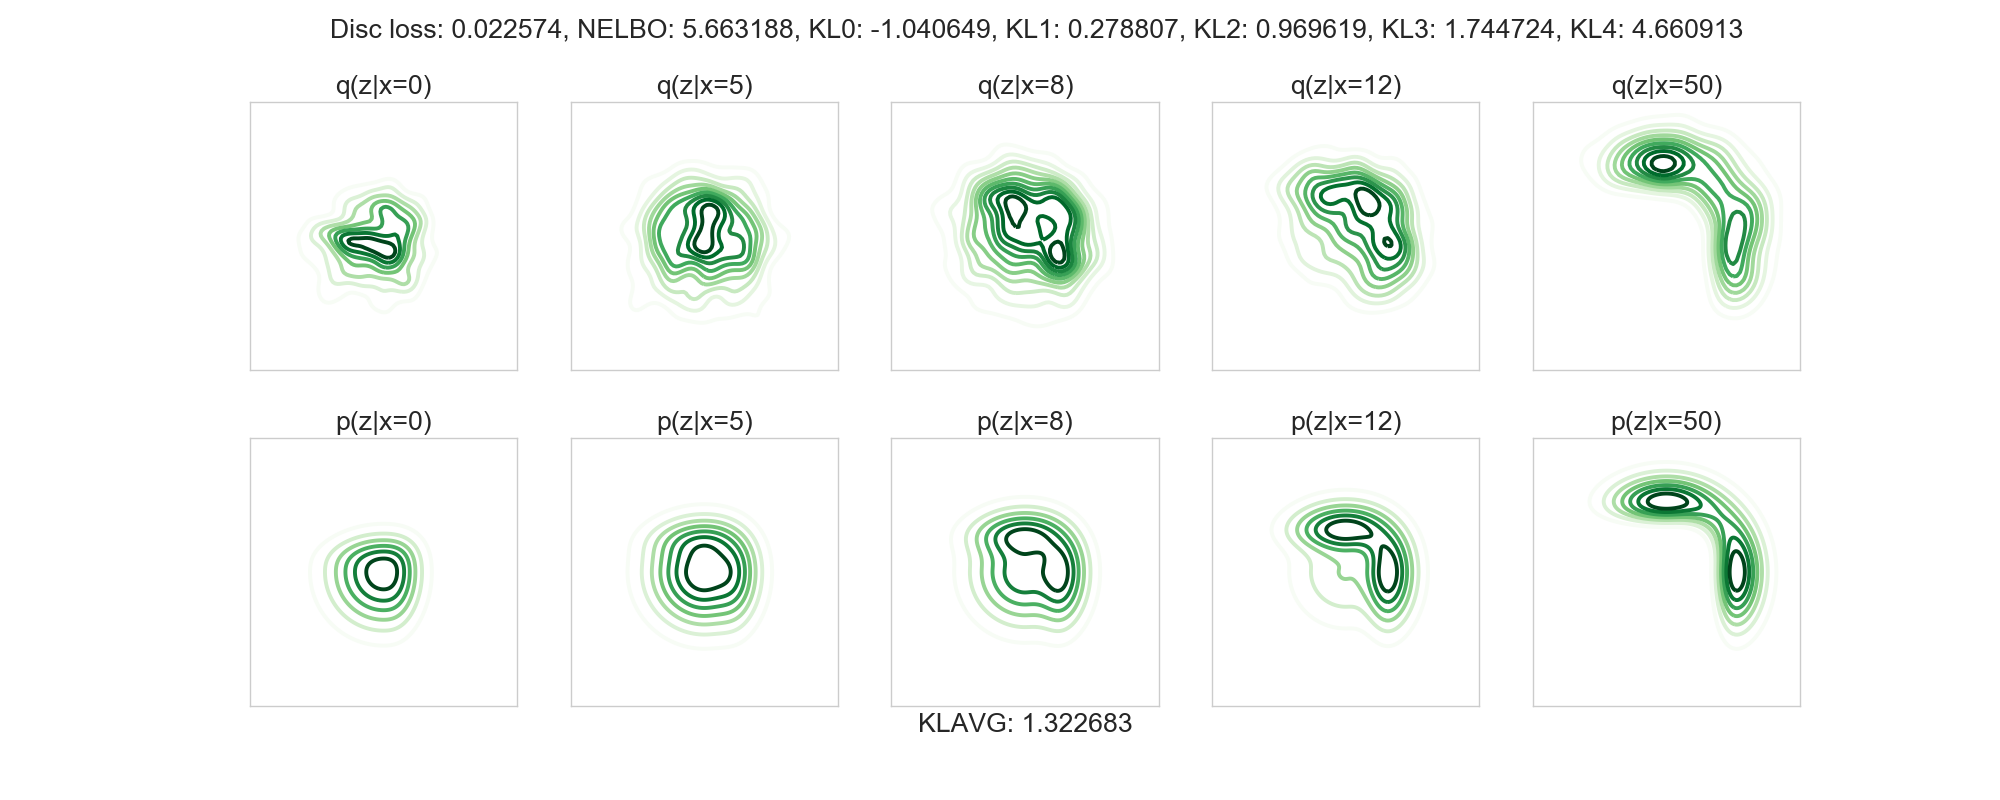 Disc loss: 0.022574, NELBO: 5.663188, KL0: -1.040649, KL1: 0.278807, KL2: 0.969619, KL3: 1.744724, KL4: 4.660913
q(z|x=0)
q(z|x=5)
q(z|x=8)
q(z|x=12)
q(z|x=50)
p(z|x=0)
p(z|x=5)
p(z|x=8)
p(z|x=12)
p(z|x=50)
KLAVG: 1.322683